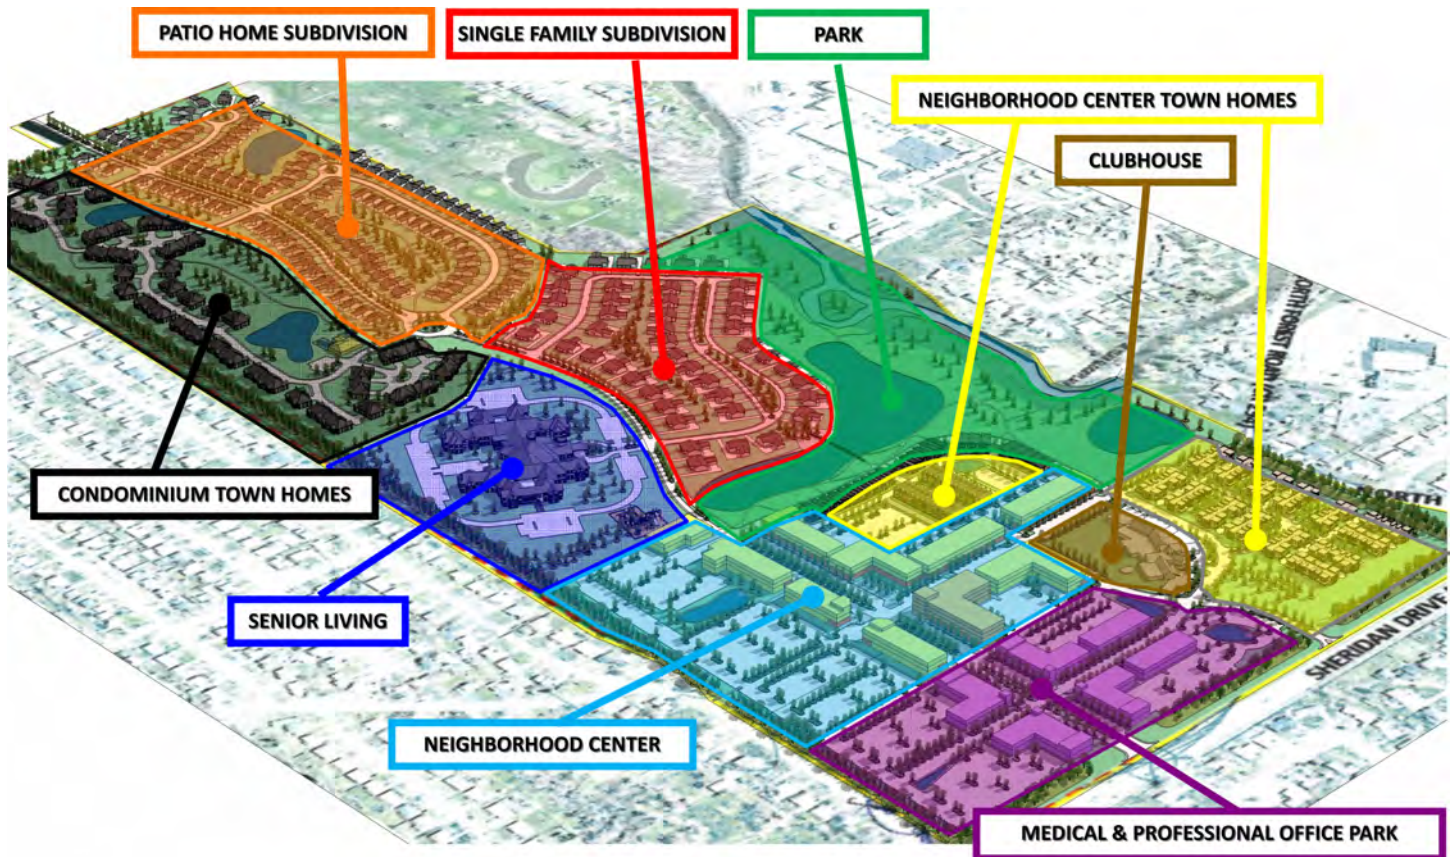 PATIO HOME SUBDIVISION
SINGLE FAMILY SUBDIVISION
PARK
NEIGHBORHOOD CENTER TOWN HOMES
CLUBHOUSE
CONDOMINIUM TOWN HOMES
NORTH
SENIOR LIVING
SHERIDAN DRIVE
NEIGHBORHOOD CENTER
MEDICAL & PROFESSIONAL OFFICE PARK